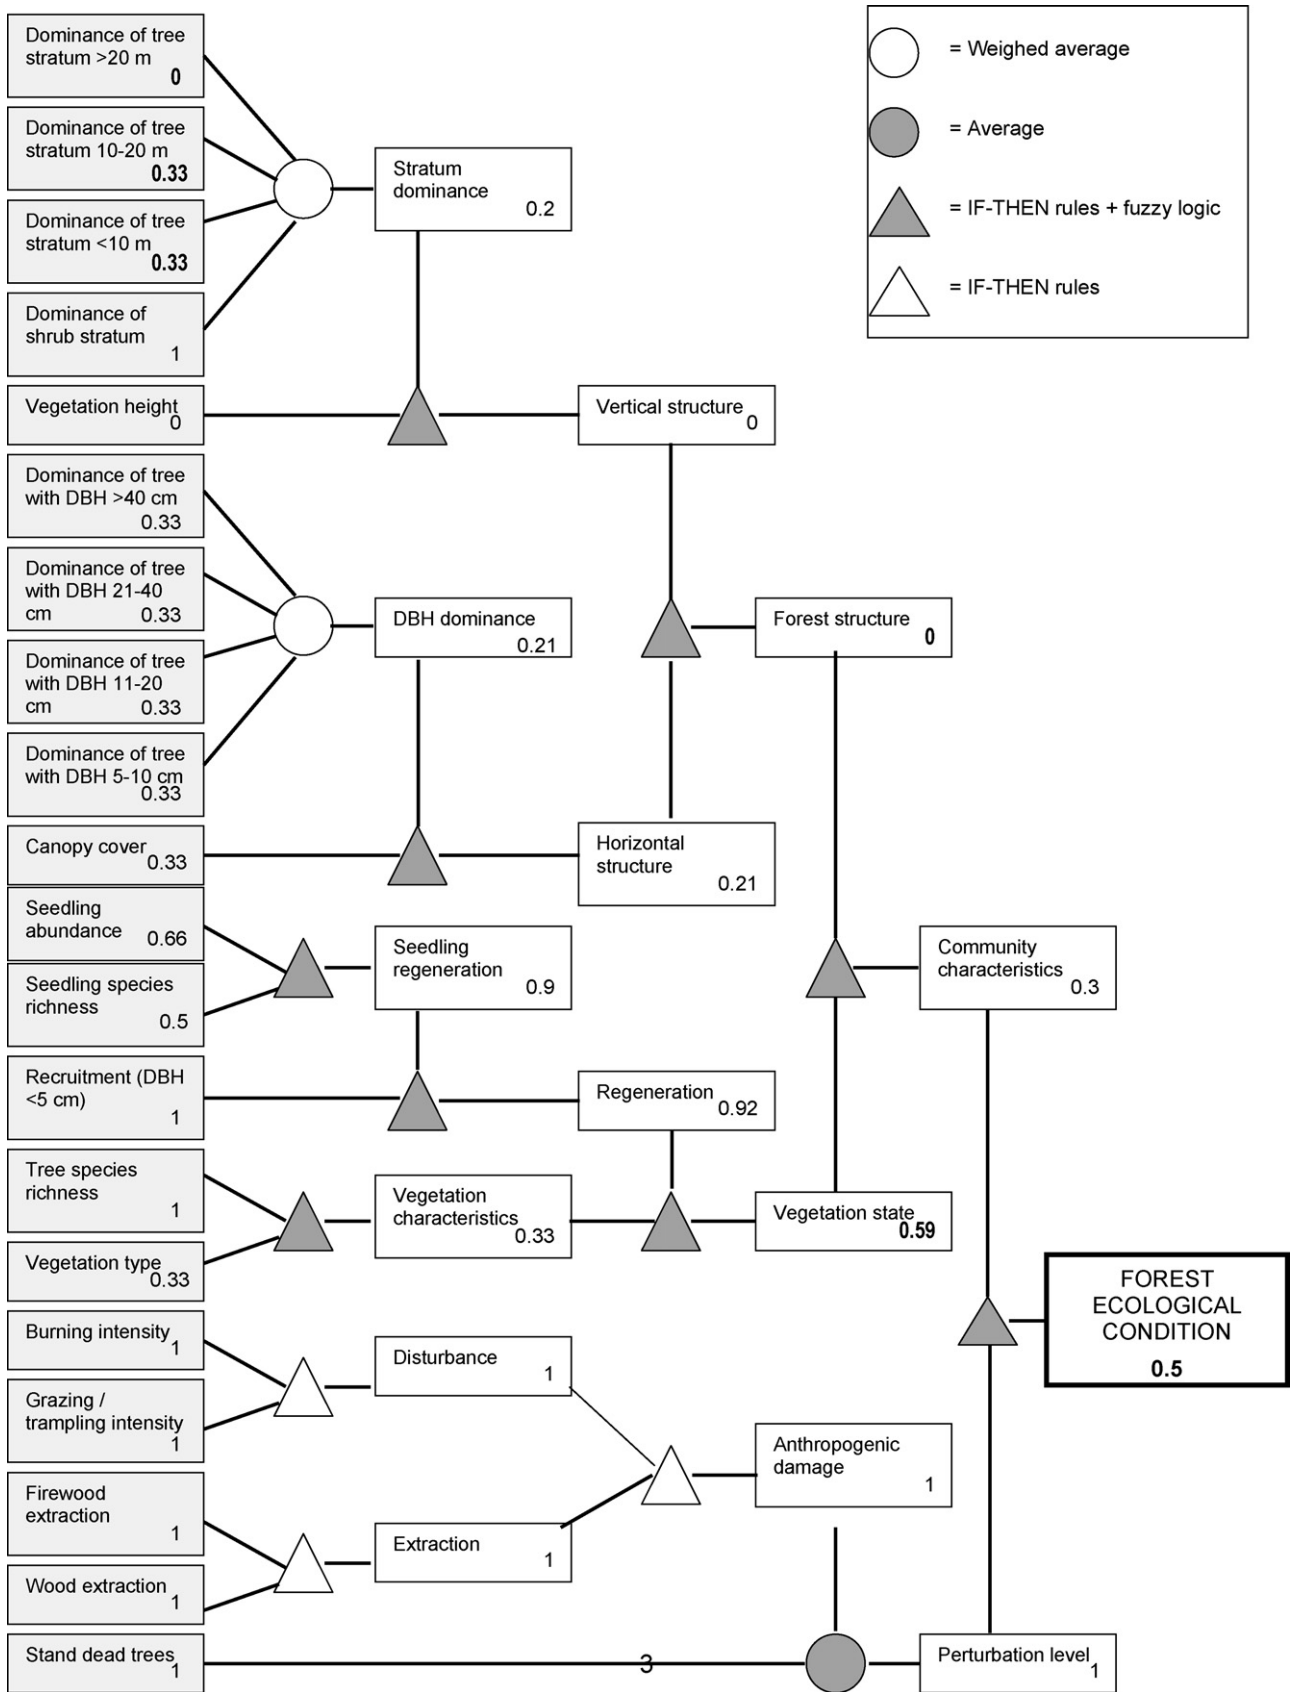 Dominance of tree
stratum >20 m
0
Dominance of tree
stratum 10-20 m
0.33
Dominance of tree
stratum <10 m
0.33
Dominance of
shrub stratum
1
Vegetation height
0
Dominance of tree
with DBH >40 cm
0.33
Dominance of tree
with DBH 21-40
cm
0.33
Dominance of tree
with DBH 11-20
cm
0.33
Dominance of tree
with DBH 5-10 cm
0.33
Canopy cover
0.33
Seedling
abundance
0.66
Seedling species
richness
0.5
Recruitment (DBH
<5 cm)
1
Tree species
richness
1
Vegetation type
0.33
Burning intensity
1
Grazing /
trampling intensity
1
Firewood
extraction
1
Wood extraction
1
Stand dead trees
1
Stratum
dominance
0.2
DBH dominance
0.21
Seedling
regeneration
0.9
Vegetation
characteristics
0.33
Disturbance
1
Extraction
1
Vertical structure
0
Horizontal
structure
0.21
Regeneration
0.92
3
Forest structure
0
Vegetation state
0.59
Anthropogenic
damage
1
Community
characteristics
0.3
Perturbation level
1
FOREST
ECOLOGICAL
CONDITION
0.5
= Weighed average
= Average
= IF-THEN rules + fuzzy logic
= IF-THEN rules